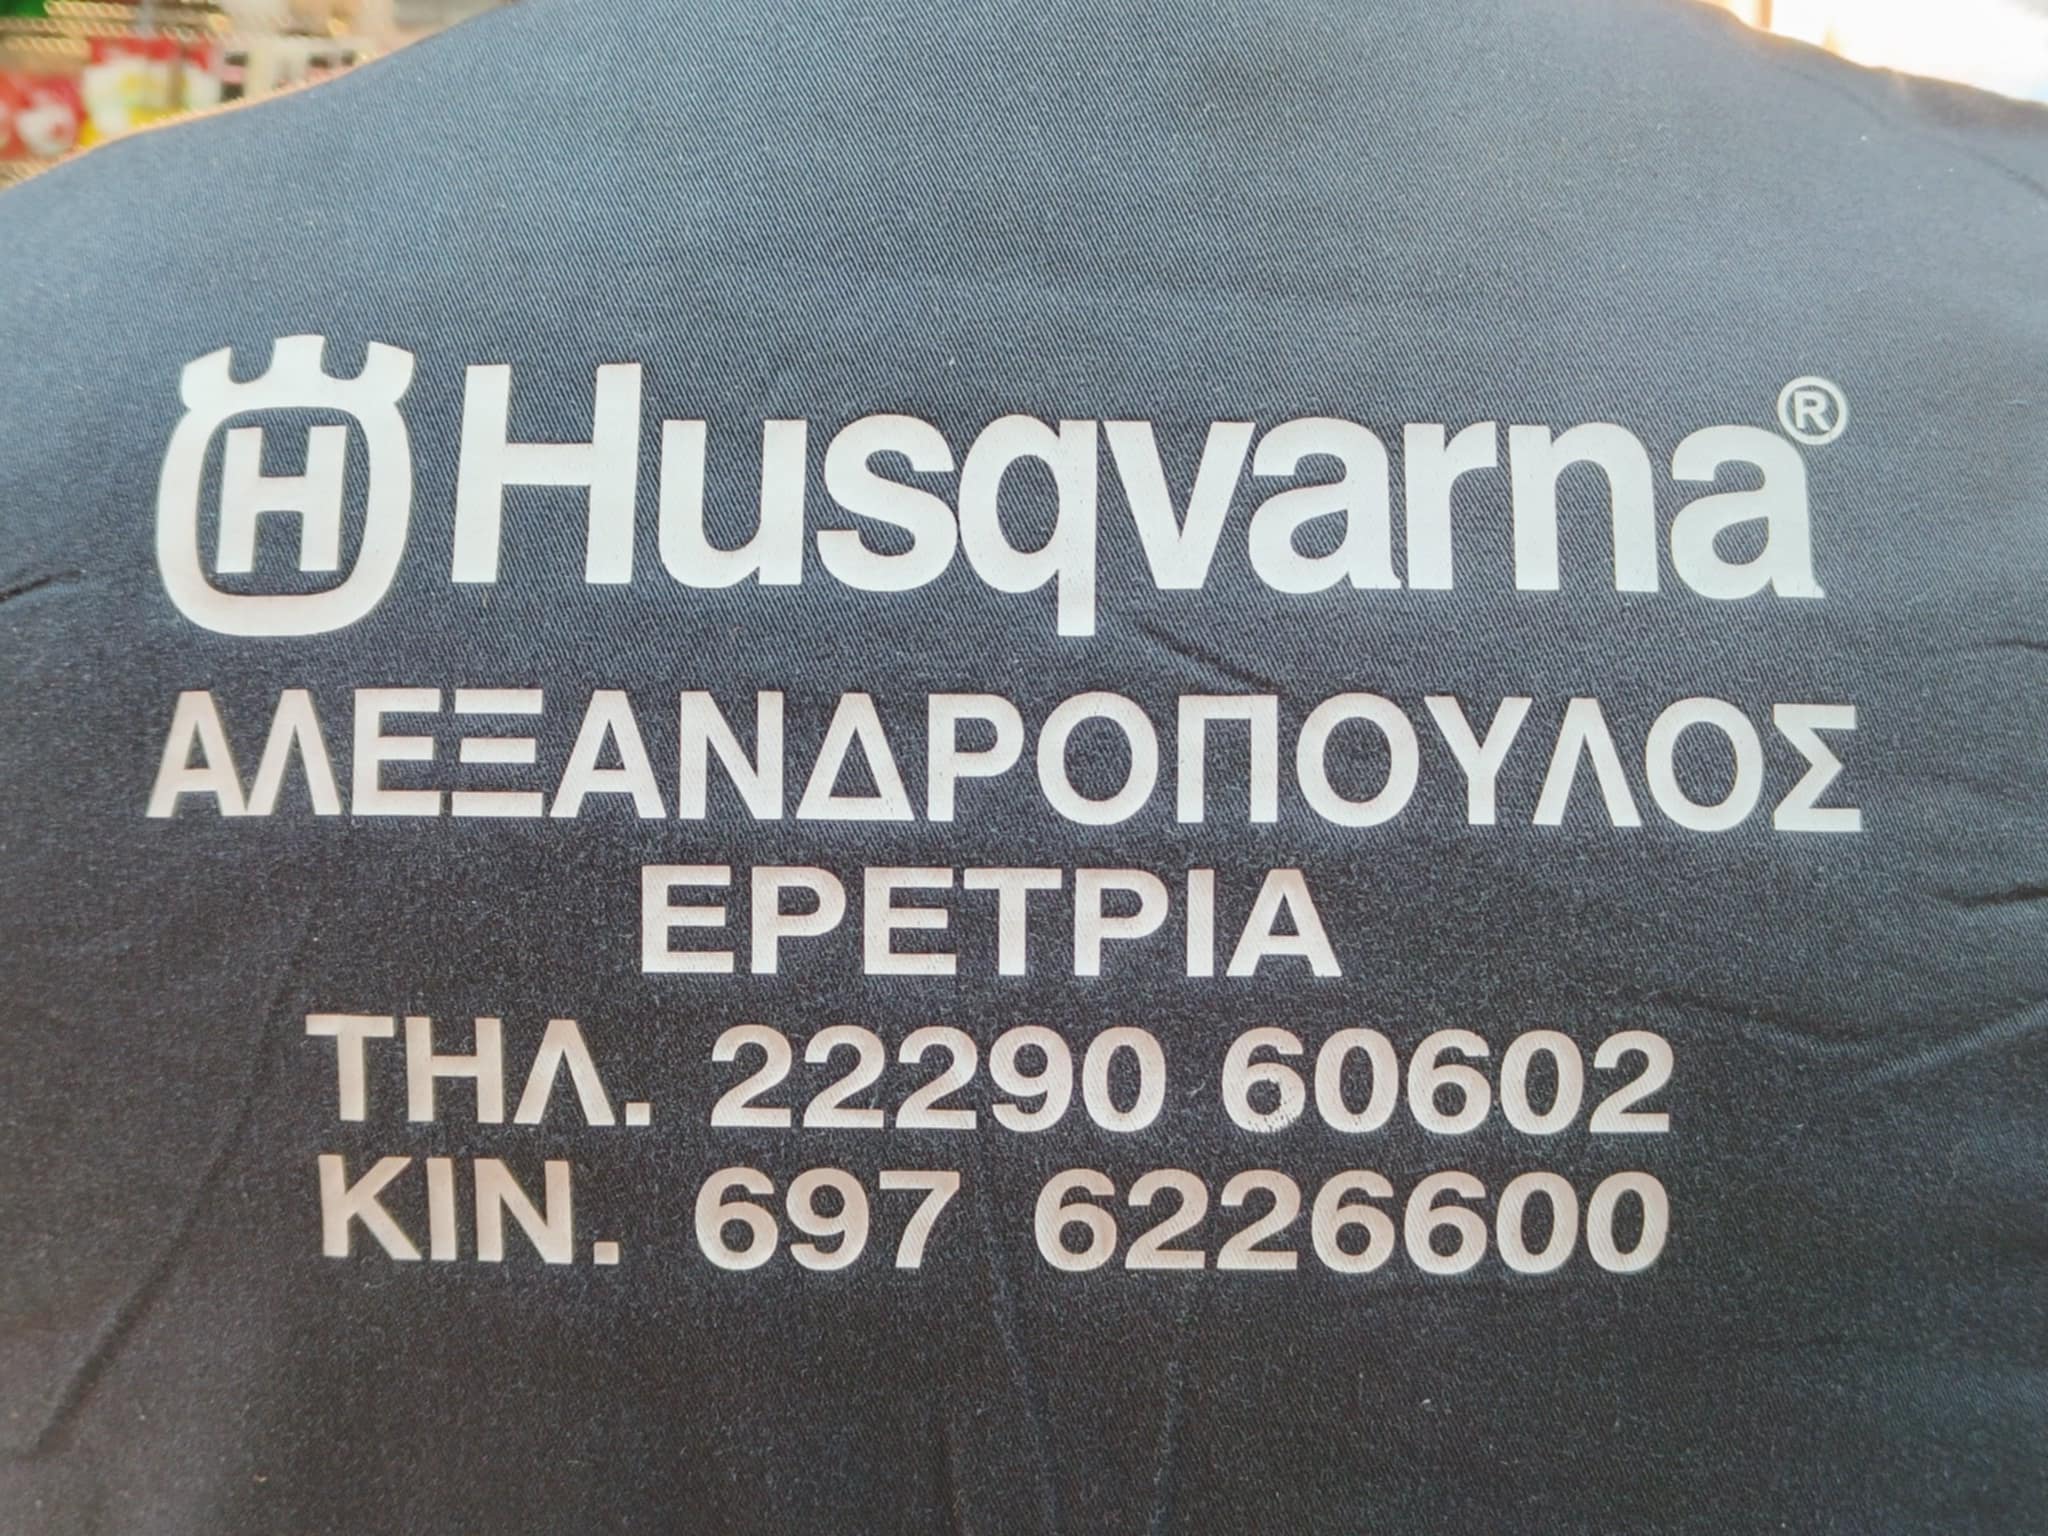 H Husqvarna®
ΑΛΕΞΑΝΔΡΟΠΟΥΛΟΣ
ΕΡΕΤΡΙΑ
ΤΗΛ. 22290 60602
ΚΙΝ. 697 6226600